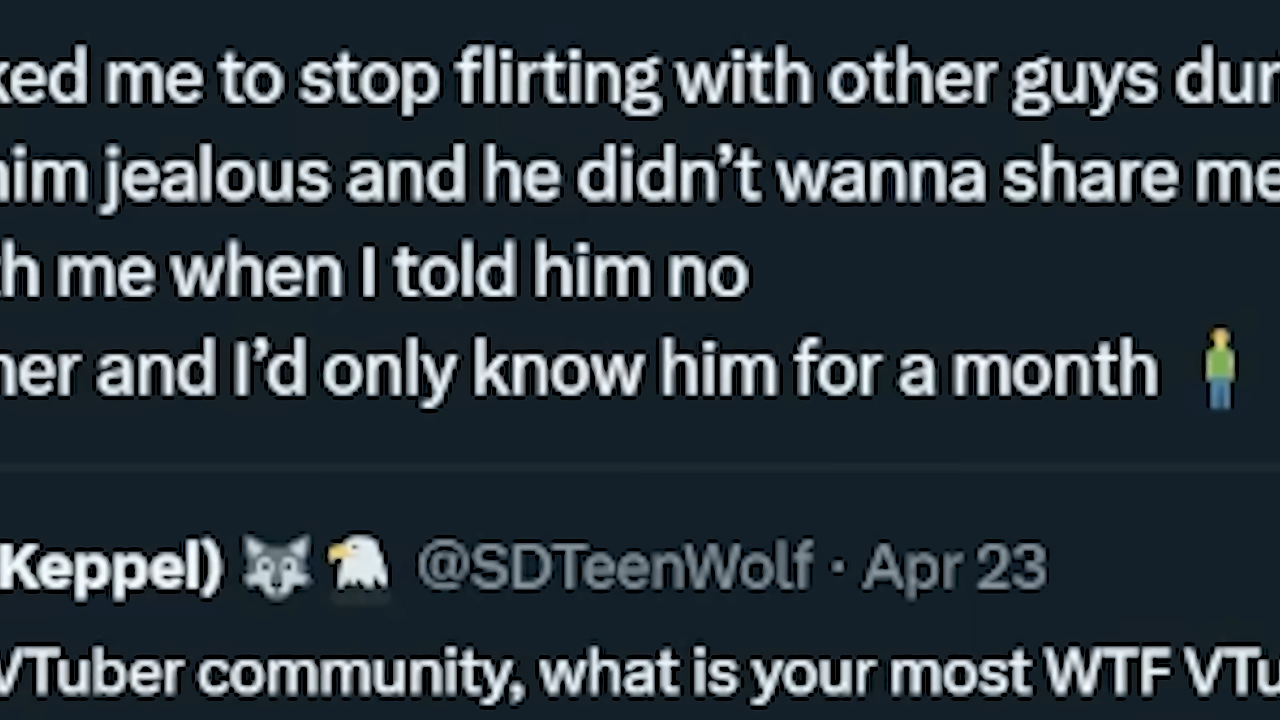 ked me to stop flirting with other guys dur
him jealous and he didn’t wanna share me
th me when I told him no
her and I’d only know him for a month 🧍
Keppel) 🐺🦅 @SDTeenWolf · Apr 23
VTuber community, what is your most WTF VTu